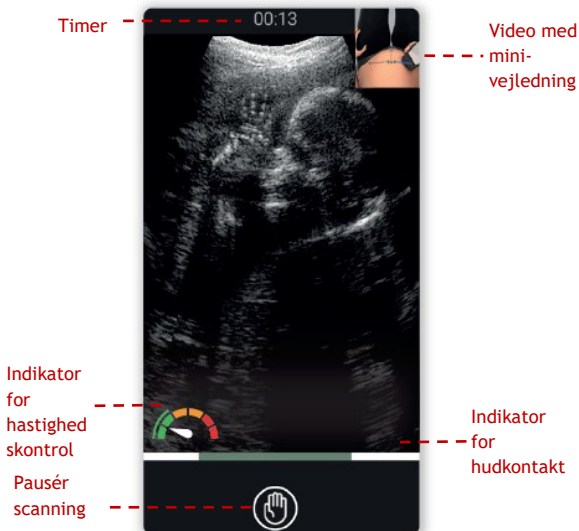 Timer
00:13
Video med
mini-
vejledning
Indikator
for
hastighed
skontrol
Indikator
for
hudkontakt
Pausér
scanning